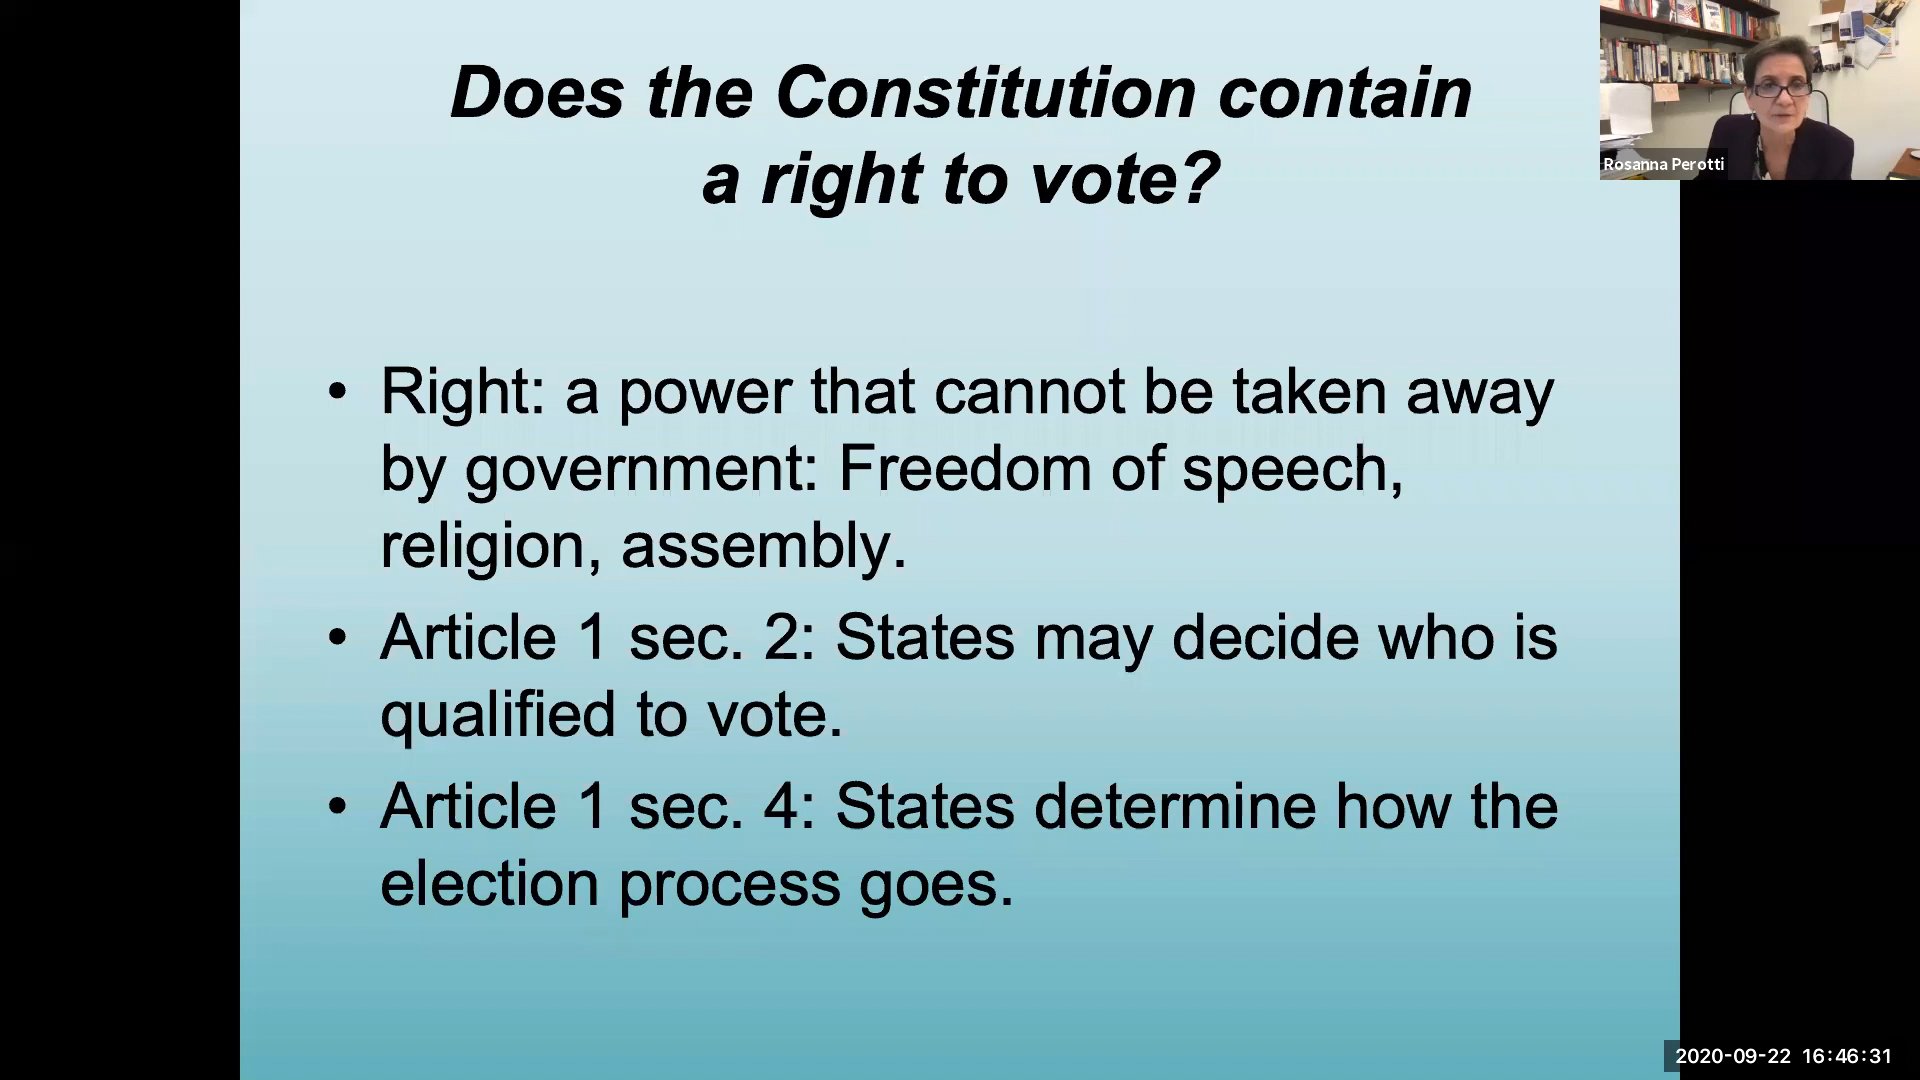 Does the Constitution contain
a right to vote?
• Right: a power that cannot be taken away
by government: Freedom of speech,
religion, assembly.
• Article 1 sec. 2: States may decide who is
qualified to vote.
• Article 1 sec. 4: States determine how the
election process goes.
Rosanna Perotti
2020-09-22 16:46:31